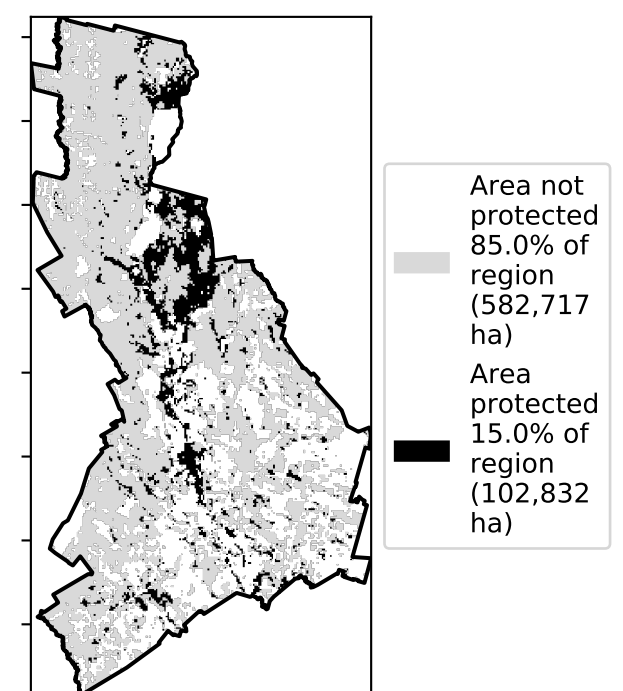 Area not
protected
85.0% of
region
(582,717
ha)
Area
protected
15.0% of
region
(102,832
ha)